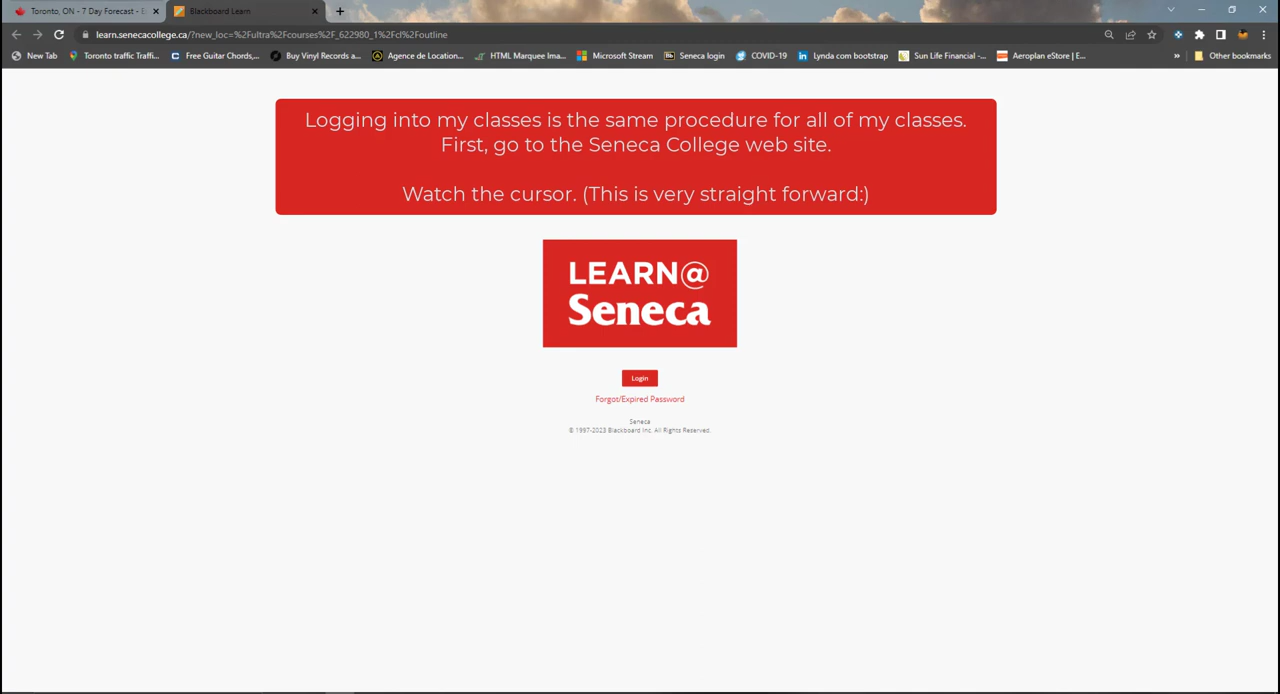 Toronto, ON - 7 Day Forecast - E
Blackboard Learn
learn.senecacollege.ca/?new_loc=%2Fultra%2Fcourses%2F_622980_1%2Fcl%2Foutline
New Tab
Toronto traffic Traffi...
Free Guitar Chords,...
Buy Vinyl Records a...
Agence de Location...
HTML Marquee Ima...
Microsoft Stream
Bb
Seneca login
COVID-19
in
Lynda com bootstrap
Sun Life Financial -...
Aeroplan eStore | E...
»
Other bookmarks
Logging into my classes is the same procedure for all of my classes.
First, go to the Seneca College web site.
Watch the cursor. (This is very straight forward:)
LEARN@
Seneca
Login
Forgot/Expired Password
Seneca
© 1997-2023 Blackboard Inc. All Rights Reserved.